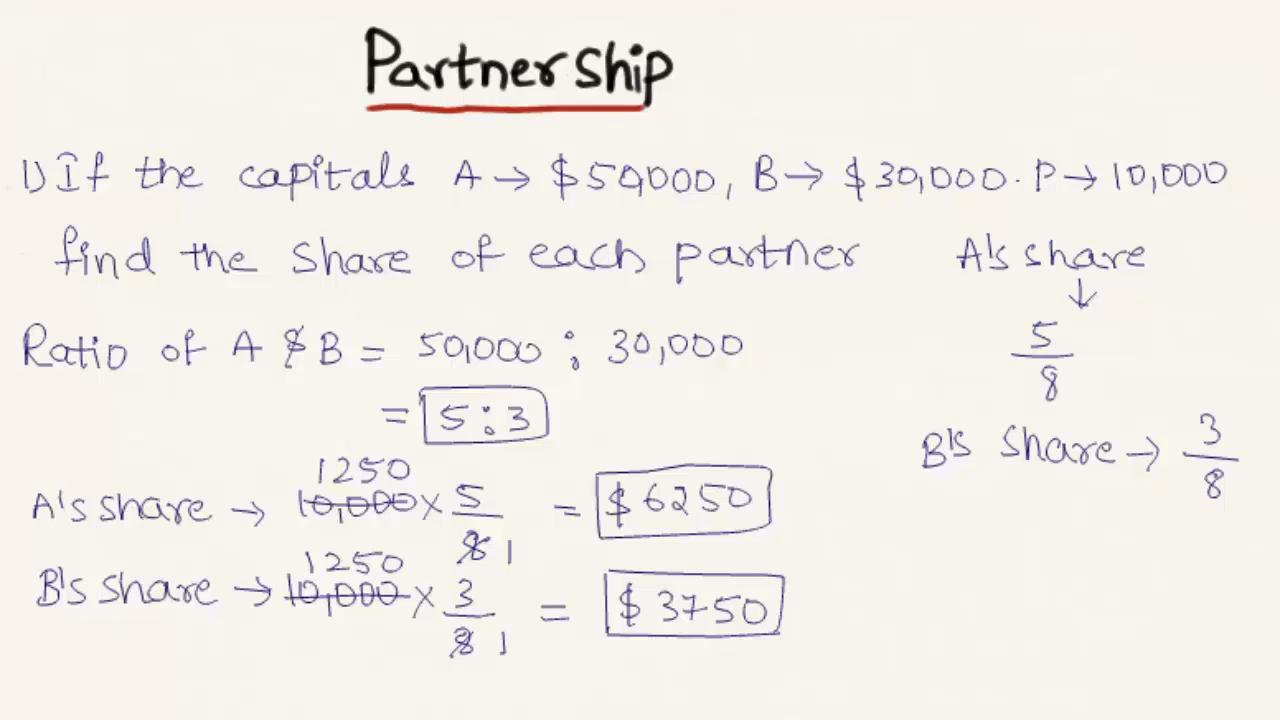 Partnership
1) If the capitals A → $50,000, B → $30,000. P → 10,000
find the share of each partner
A's share
↓
5/8
Ratio of A & B = 50,000 : 30,000
= 5:3
B's share → 3/8
1250
A's share → 10,000 × 5/8 1 = $6250
1250
B's share → 10,000 × 3/8 1 = $3750